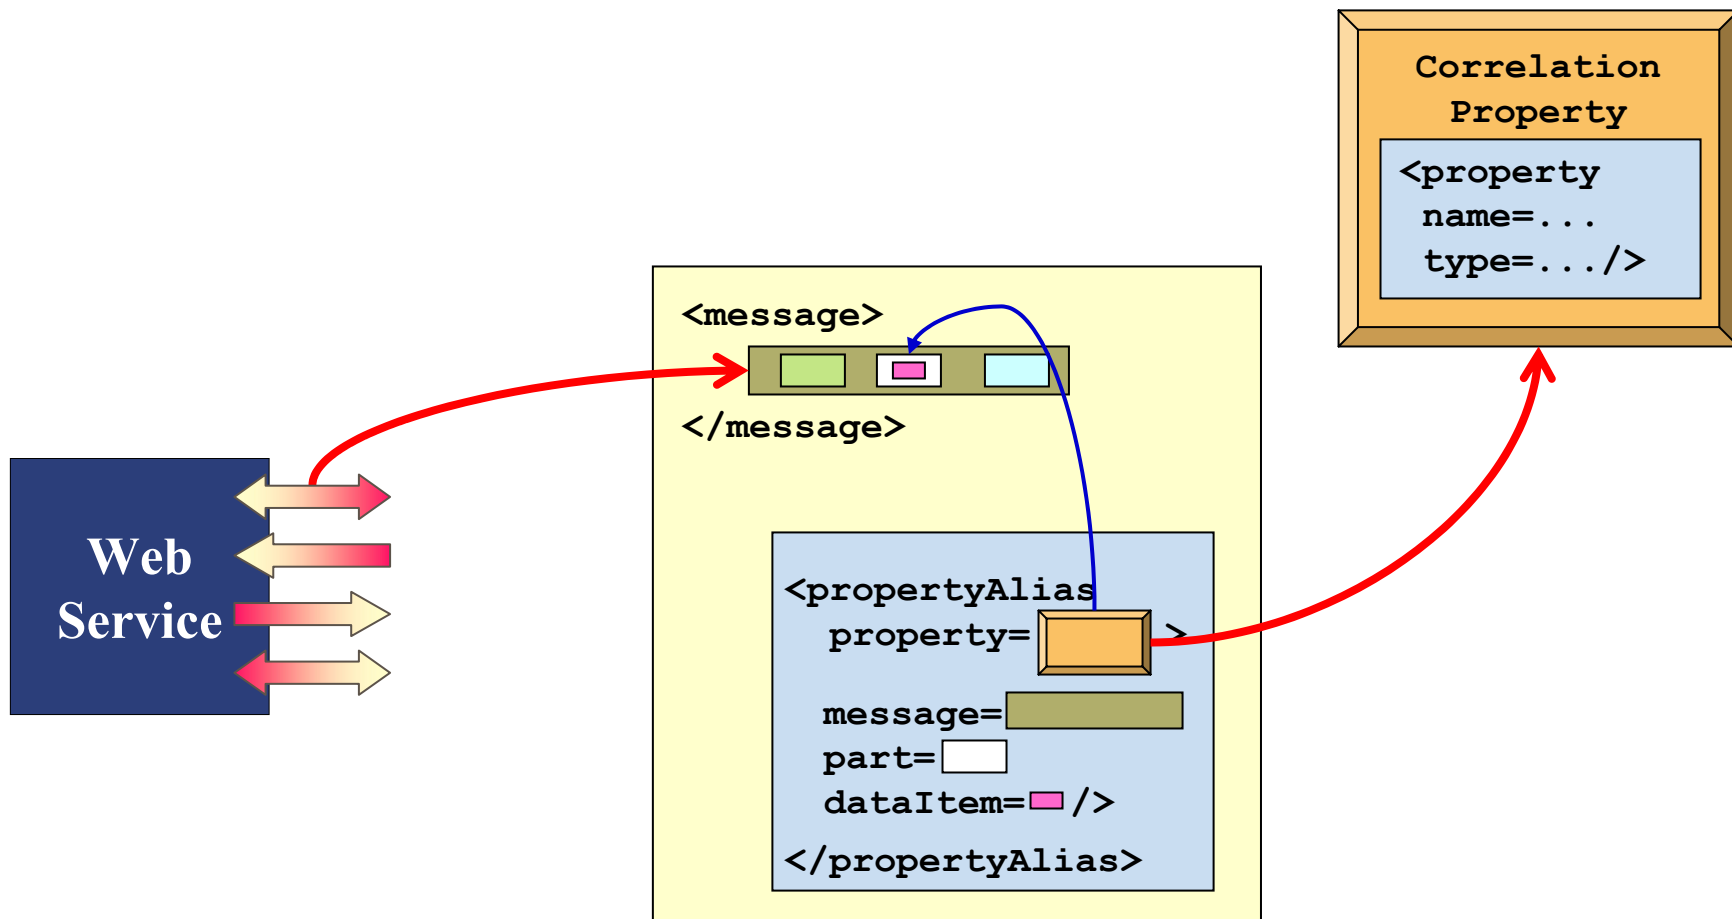 Correlation
Property
<property
name=...
type=.../>
<message>
</message>
Web
Service
<propertyAlias
property= >
message=
part=
dataItem= />
</propertyAlias>